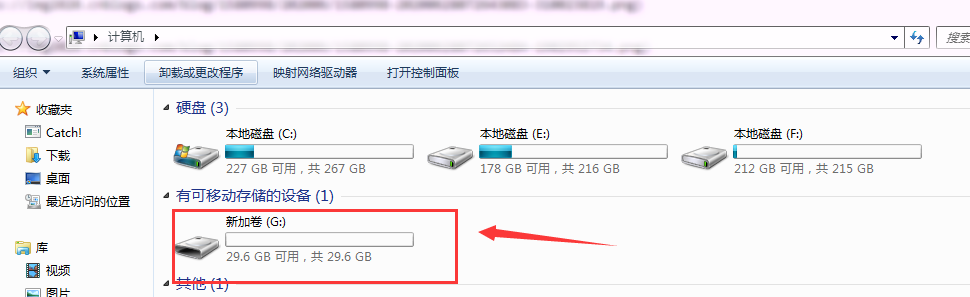 计算机
搜索
组织 系统属性 卸载或更改程序 映射网络驱动器 打开控制面板
收藏夹
Catch!
下载
桌面
最近访问的位置
库
视频
图片
硬盘 (3)
本地磁盘 (C:)
227 GB 可用，共 267 GB
本地磁盘 (E:)
178 GB 可用，共 216 GB
本地磁盘 (F:)
212 GB 可用，共 215 GB
有可移动存储的设备 (1)
新加卷 (G:)
29.6 GB 可用，共 29.6 GB
其他 (1)